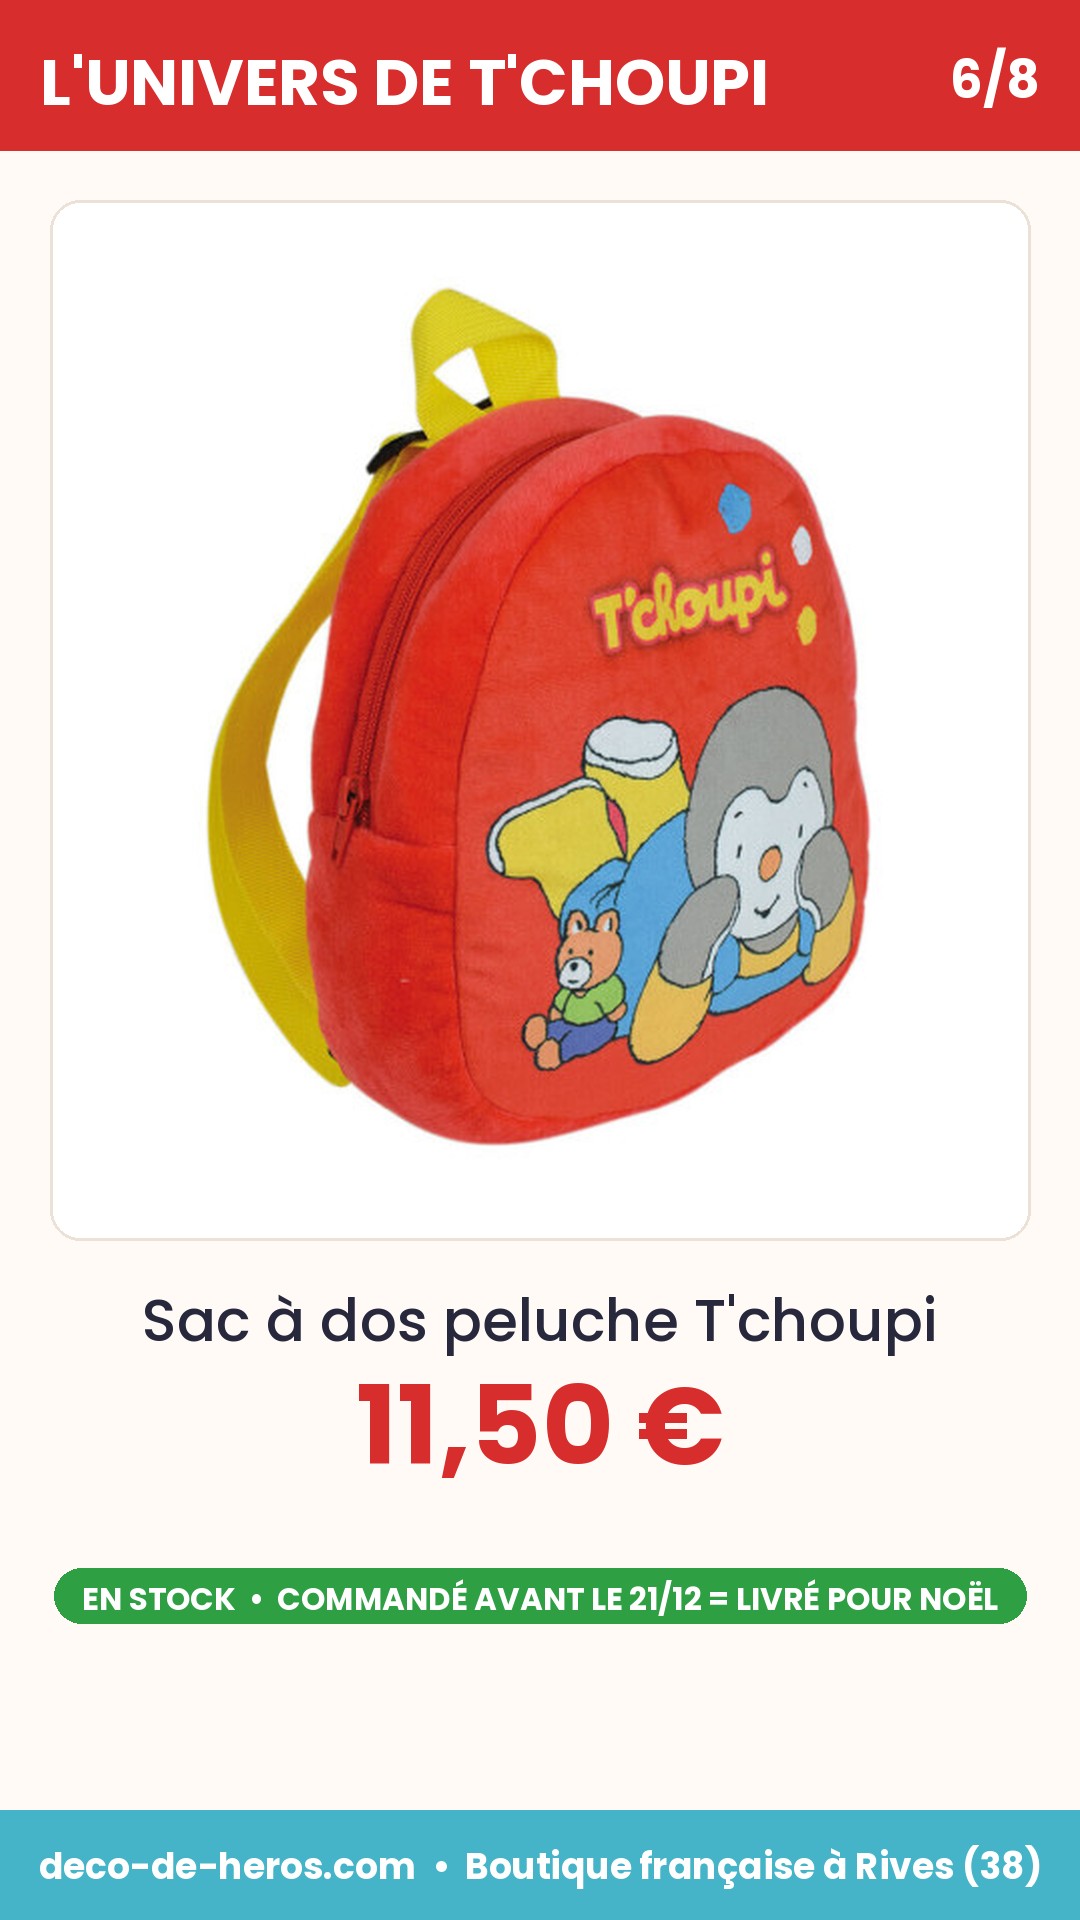 L'UNIVERS DE T'CHOUPI
6/8
T'choupi
Sac à dos peluche T'choupi
11,50 €
EN STOCK • COMMANDÉ AVANT LE 21/12 = LIVRÉ POUR NOËL
deco-de-heros.com • Boutique française à Rives (38)